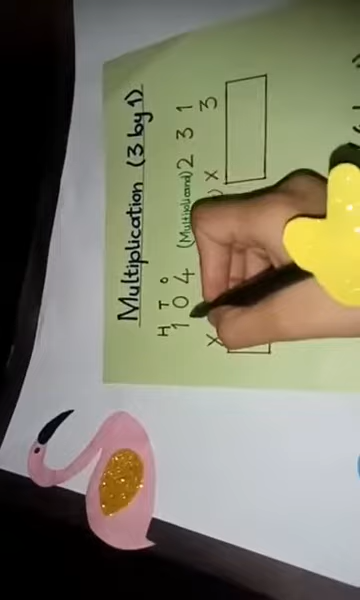 Multiplication (3 by 1)
H T O
1 0 4 (Multiplicand) 2 3 1
× × 3